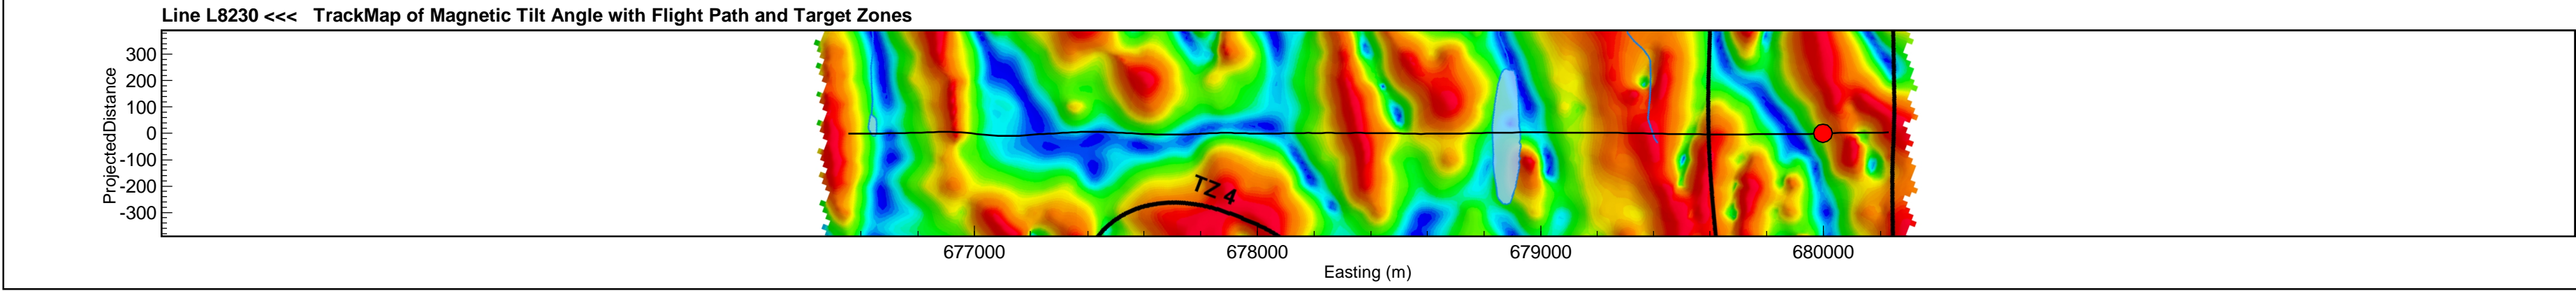 Line L8230 <<<   TrackMap of Magnetic Tilt Angle with Flight Path and Target Zones
ProjectedDistance
300
200
100
0
-100
-200
-300
TZ 4
677000 678000 679000 680000
Easting (m)